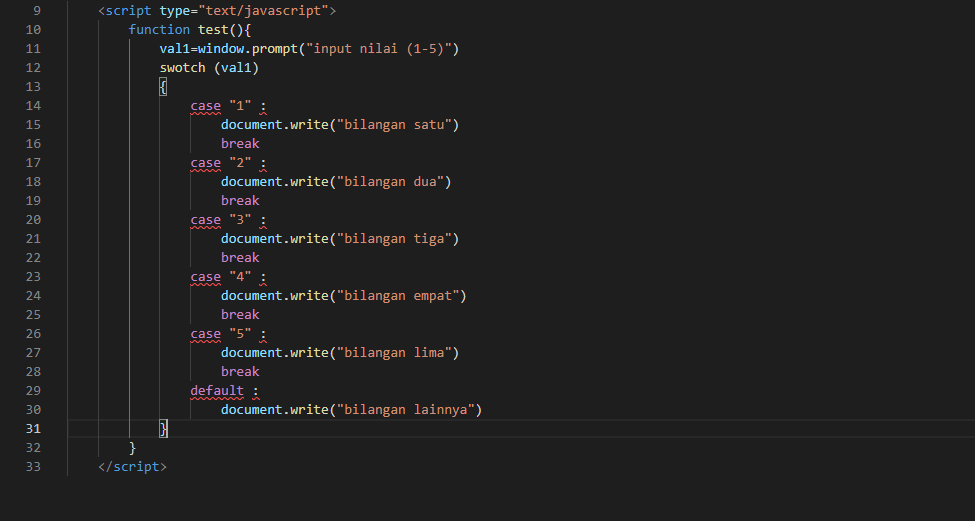 9 <script type="text/javascript">
10 function test(){
11 val1=window.prompt("input nilai (1-5)")
12 swotch (val1)
13 {
14 case "1" :
15 document.write("bilangan satu")
16 break
17 case "2" :
18 document.write("bilangan dua")
19 break
20 case "3" :
21 document.write("bilangan tiga")
22 break
23 case "4" :
24 document.write("bilangan empat")
25 break
26 case "5" :
27 document.write("bilangan lima")
28 break
29 default :
30 document.write("bilangan lainnya")
31 }
32 }
33 </script>